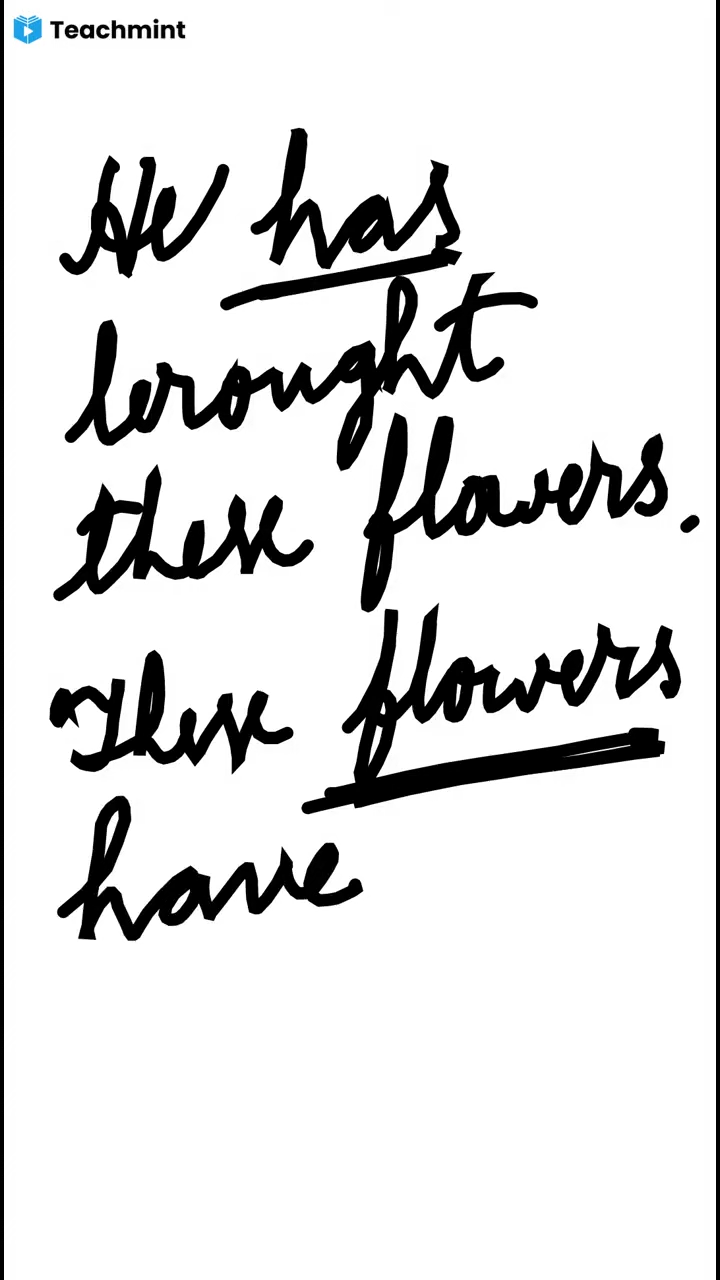 Teachmint
He has
brought
these flowers.
These flowers
have